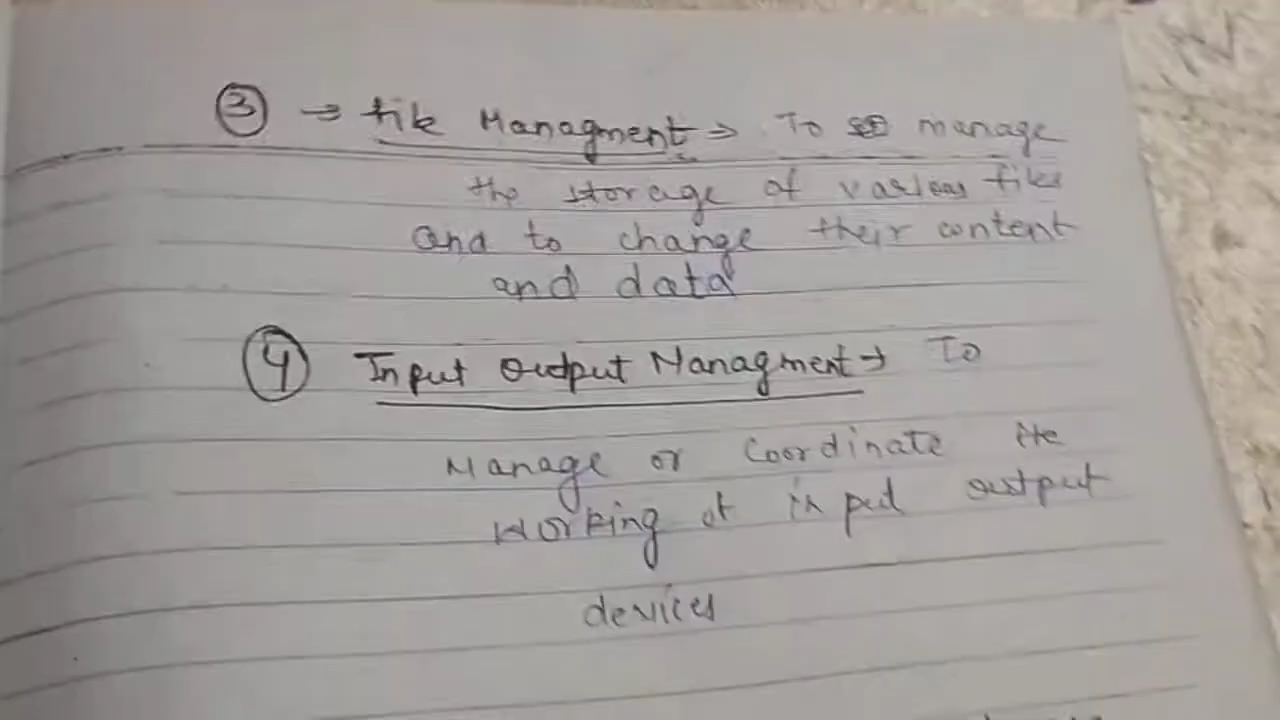 ③ → file Managment ⇒ To manage
the storage of various files
and to change their content
and data
④ Input Output Managment → To
Manage or Coordinate the
working of input output
devices